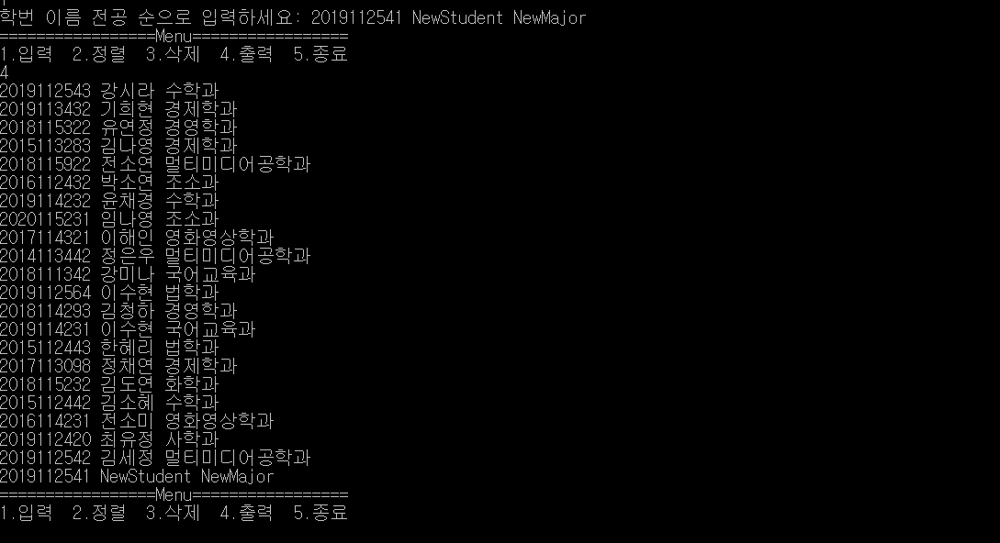 학번 이름 전공 순으로 입력하세요: 2019112541 NewStudent NewMajor
=================Menu=================
1.입력 2.정렬 3.삭제 4.출력 5.종료
4
2019112543 강시라 수학과
2019113432 기희현 경제학과
2018115322 유연정 경영학과
2015113283 김나영 경제학과
2018115922 전소연 멀티미디어공학과
2016112432 박소연 조소과
2019114232 윤채경 수학과
2020115231 임나영 조소과
2017114321 이해인 영화영상학과
2014113442 정은우 멀티미디어공학과
2018111342 강미나 국어교육과
2019112564 이수현 법학과
2018114293 김청하 경영학과
2019114231 이수현 국어교육과
2015112443 한혜리 법학과
2017113098 정채연 경제학과
2018115232 김도연 화학과
2015112442 김소혜 수학과
2016114231 전소미 영화영상학과
2019112420 최유정 사학과
2019112542 김세정 멀티미디어공학과
2019112541 NewStudent NewMajor
=================Menu=================
1.입력 2.정렬 3.삭제 4.출력 5.종료